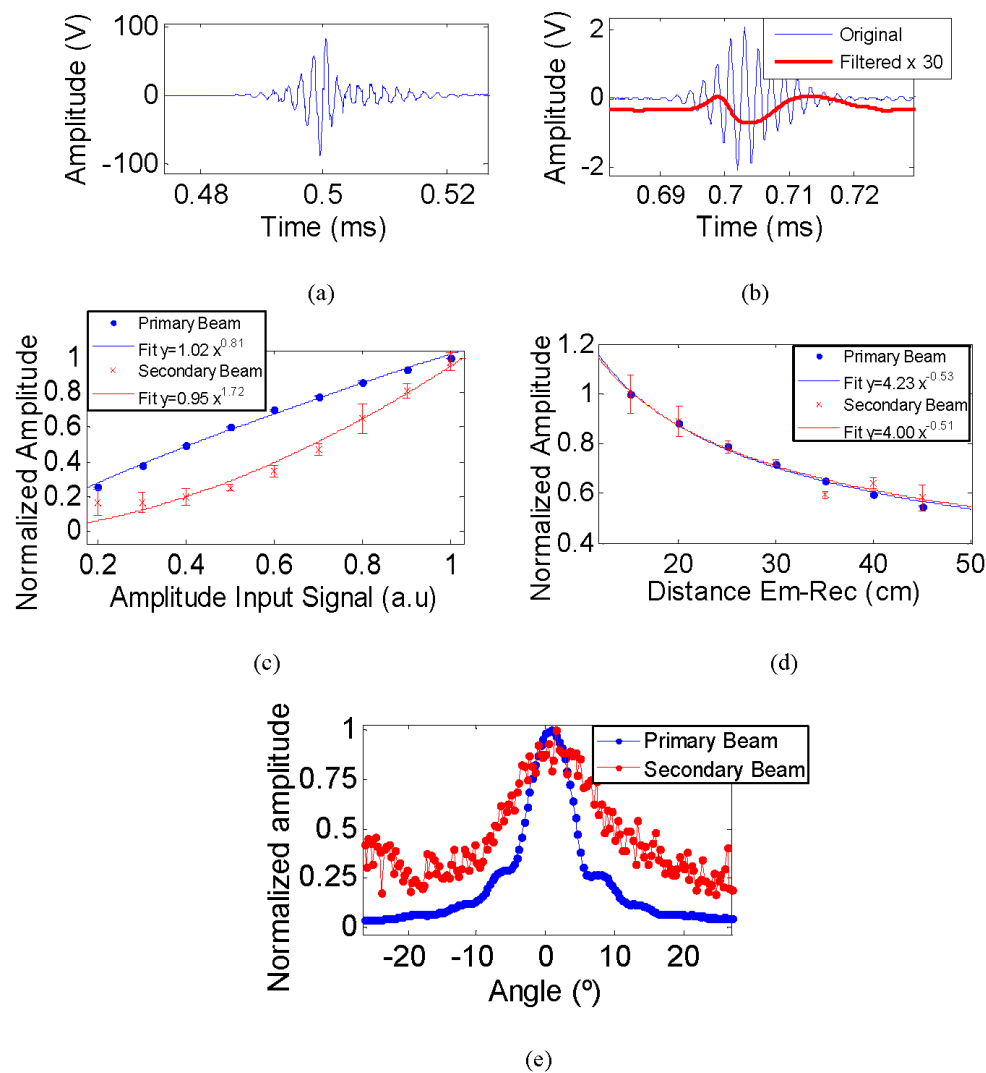 Amplitude (V)
100
0
-100
0.48
0.5
0.52
Time (ms)
(a)
Amplitude (V)
2
0
-2
Original
Filtered x 30
0.69
0.7
0.71
0.72
Time (ms)
(b)
Primary Beam
Fit y=1.02 x^0.81
Secondary Beam
Fit y=0.95 x^1.72
Normalized Amplitude
1
0.8
0.6
0.4
0.2
0
0.2
0.4
0.6
0.8
1
Amplitude Input Signal (a.u)
(c)
Normalized Amplitude
1.2
1
0.8
0.6
0.4
Primary Beam
Fit y=4.23 x^-0.53
Secondary Beam
Fit y=4.00 x^-0.51
20
30
40
50
Distance Em-Rec (cm)
(d)
Normalized amplitude
1
0.75
0.5
0.25
0
Primary Beam
Secondary Beam
-20
-10
0
10
20
Angle (º)
(e)